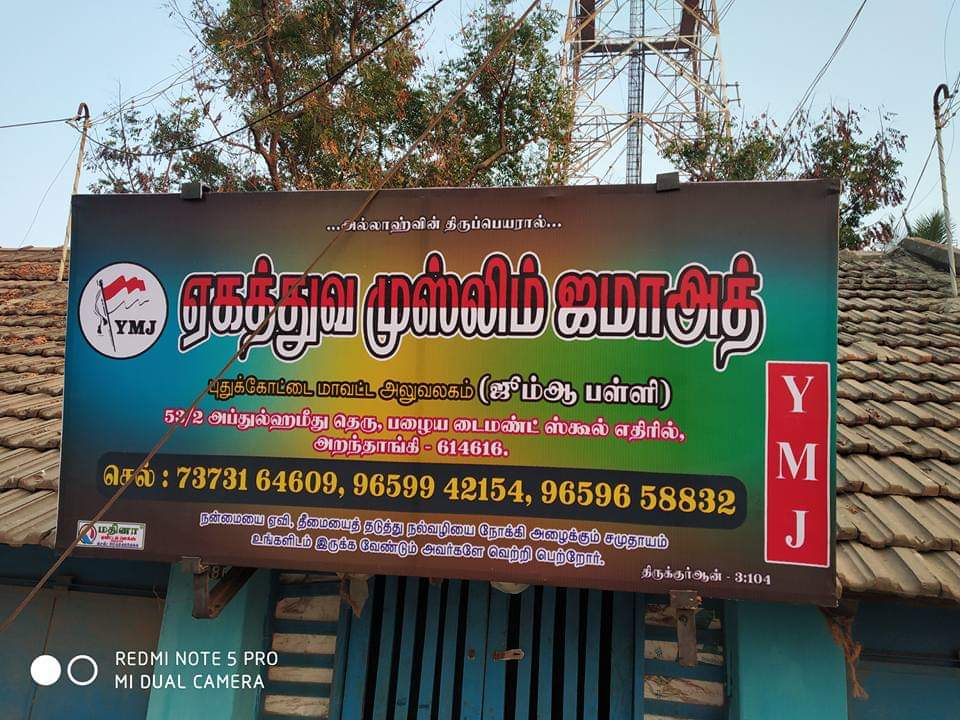 ...அல்லாஹ்வின் திருப்பெயரால்...
YMJ
ஏகத்துவ முஸ்லிம் ஜமாஅத்
புதுக்கோட்டை மாவட்ட அலுவலகம் (ஜூம்ஆ பள்ளி)
53/2 அப்துல்ஹமீது தெரு, பழைய டைமண்ட் ஸ்கூல் எதிரில்,
அறந்தாங்கி - 614616.
செல் : 73731 64609, 96599 42154, 96596 58832
நன்மையை ஏவி, தீமையைத் தடுத்து நல்வழியை நோக்கி அழைக்கும் சமுதாயம்
உங்களிடம் இருக்க வேண்டும் அவர்களே வெற்றி பெற்றோர்.
திருக்குர்ஆன் - 3:104
Y
M
J
மதினா
REDMI NOTE 5 PRO
MI DUAL CAMERA